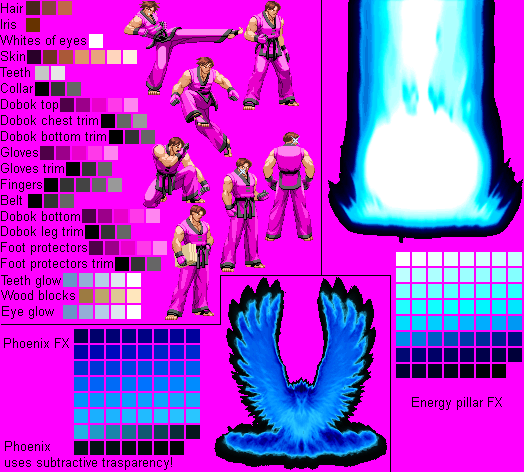 Hair
Iris
Whites of eyes
Skin
Teeth
Collar
Dobok top
Dobok chest trim
Dobok bottom trim
Gloves
Gloves trim
Fingers
Belt
Dobok bottom
Dobok leg trim
Foot protectors
Foot protectors trim
Teeth glow
Wood blocks
Eye glow
Phoenix FX
Phoenix
uses subtractive trasparency!
Energy pillar FX